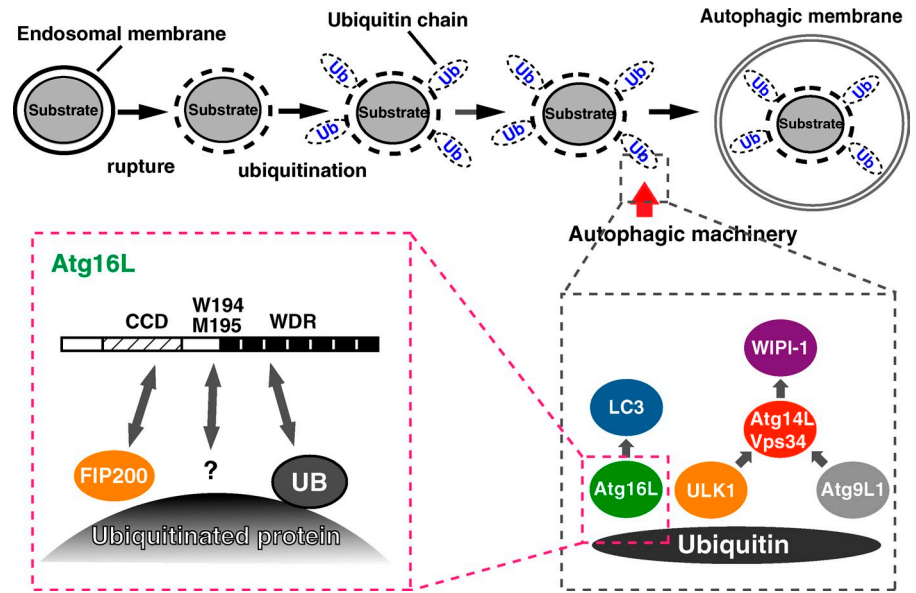 Endosomal membrane
Ubiquitin chain
Autophagic membrane
Substrate
Substrate
Substrate
Substrate
Substrate
Ub
Ub
Ub
Ub
Ub
Ub
Ub
Ub
Ub
Ub
Ub
Ub
rupture
ubiquitination
Autophagic machinery
Atg16L
CCD
W194
M195
WDR
FIP200
?
UB
Ubiquitinated protein
WIPI-1
LC3
Atg14L
Vps34
Atg16L
ULK1
Atg9L1
Ubiquitin